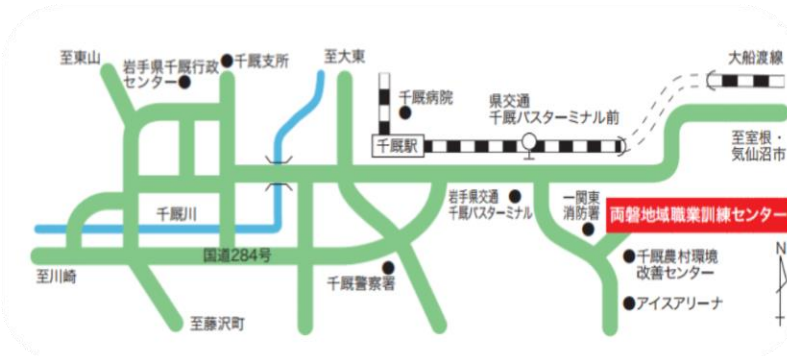 至東山
岩手県千厩行政
センター●
●千厩支所
至大東
千厩病院
県交通
千厩バスターミナル前
大船渡線
千厩駅
至室根・
気仙沼市
岩手県交通
千厩バスターミナル
一関東
消防署
両磐地域職業訓練センター
千厩川
国道284号
至川崎
千厩警察署
●千厩農村環境
改善センター
●アイスアリーナ
至藤沢町
N